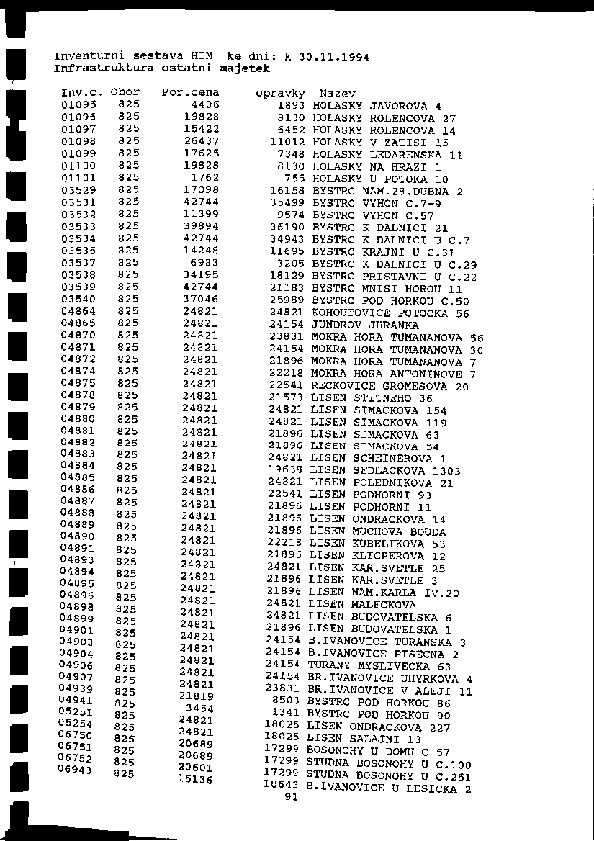 Inventurni sestava HIM ke dni: k 30.11.1994
Infrastruktura ostatni majetek
Inv.c. Obor Por.cena opravky Nazev
01095 825 4406 1893 HOLASKY JAVOROVA 4
01096 825 19828 8130 HOLASKY ROLENCOVA 27
01097 825 15422 6452 HOLASKY ROLENCOVA 14
01098 825 26437 11012 HOLASKY V ZATISI 15
01099 825 17625 7348 HOLASKY LEDARENSKA 11
01100 825 19828 8130 HOLASKY NA HRAZI 1
01101 825 1762 755 HOLASKY U POTOKA 10
03529 825 17098 16158 BYSTRC NAM.28.DUBNA 2
03531 825 42744 35499 BYSTRC VYHON C.7-9
03532 825 11399 9574 BYSTRC VYHON C.57
03533 825 39894 36190 BYSTRC K DALNICI 21
03534 825 42744 34943 BYSTRC K DALNICI C.7
03535 825 14248 11695 BYSTRC KRAJNI U C.31
03537 825 6983 3205 BYSTRC K DALNICI U C.29
03538 825 34195 18129 BYSTRC PRISTAVNI U C.22
03539 825 42744 21183 BYSTRC MNISI HOROU 11
03540 825 37046 25989 BYSTRC POD HORKOU C.50
04864 825 24821 24821 KOHOUTOVICE POTOCKA 56
04865 825 24821 24154 JUNDROV JURANKA
04870 825 24821 23831 MOKRA HORA TUMANANOVA 56
04871 825 24821 24154 MOKRA HORA TUMANANOVA 30
04872 825 24821 21896 MOKRA HORA TUMANANOVA 7
04874 825 24821 22218 MOKRA HORA ANTONINOVE 7
04875 825 24821 22541 RECKOVICE GROMESOVA 20
04878 825 24821 21573 LISEN STITNEHO 36
04879 825 24821 24821 LISEN SIMACKOVA 154
04880 825 24821 24821 LISEN SIMACKOVA 119
04881 825 24821 21896 LISEN SIMACKOVA 63
04882 825 24821 21896 LISEN SIMACKOVA 54
04883 825 24821 24821 LISEN SCHEINEROVA 1
04884 825 24821 19639 LISEN SEDLACKOVA 1303
04885 825 24821 24821 LISEN POLEDNIKOVA 21
04886 825 24821 22541 LISEN PODHORNI 93
04887 825 24821 21896 LISEN PODHORNI 11
04888 825 24821 21896 LISEN ONDRACKOVA 14
04889 825 24821 21896 LISEN MUCHOVA BOUDA
04890 825 24821 22218 LISEN KUBELIKOVA 53
04891 825 24821 21896 LISEN KLICPEROVA 12
04893 825 24821 24821 LISEN KAR.SVETLE 25
04894 825 24821 21896 LISEN KAR.SVETLE 3
04895 825 24821 21896 LISEN NAM.KARLA IV.20
04896 825 24821 24821 LISEN MALECKOVA
04898 825 24821 24821 LISEN BUDOVATELSKA 6
04899 825 24821 21896 LISEN BUDOVATELSKA 1
04901 825 24821 24154 B.IVANOVICE TURANSKA 3
04903 825 24821 24154 B.IVANOVICE PISECNA 2
04904 825 24821 24154 TURANY MYSLIVECKA 63
04906 825 24821 24154 BR.IVANOVICE UHYRKOVA 4
04907 825 24821 23831 BR.IVANOVICE V ALEJI 11
04939 825 21819 8503 BYSTRC POD HORKOU 86
04941 825 3454 1341 BYSTRC POD HORKOU 90
05251 825 24821 18025 LISEN ONDRACKOVA 227
05254 825 24821 18025 LISEN SALAJNI 13
06750 825 20689 17299 BOSONOHY U DOMU C 57
06751 825 20689 17299 STUDNA BOSONOHY U C.100
06752 825 20601 17299 STUDNA BOSONOHY U C.251
06943 825 15136 10643 B.IVANOVICE U LESICKA 2
91